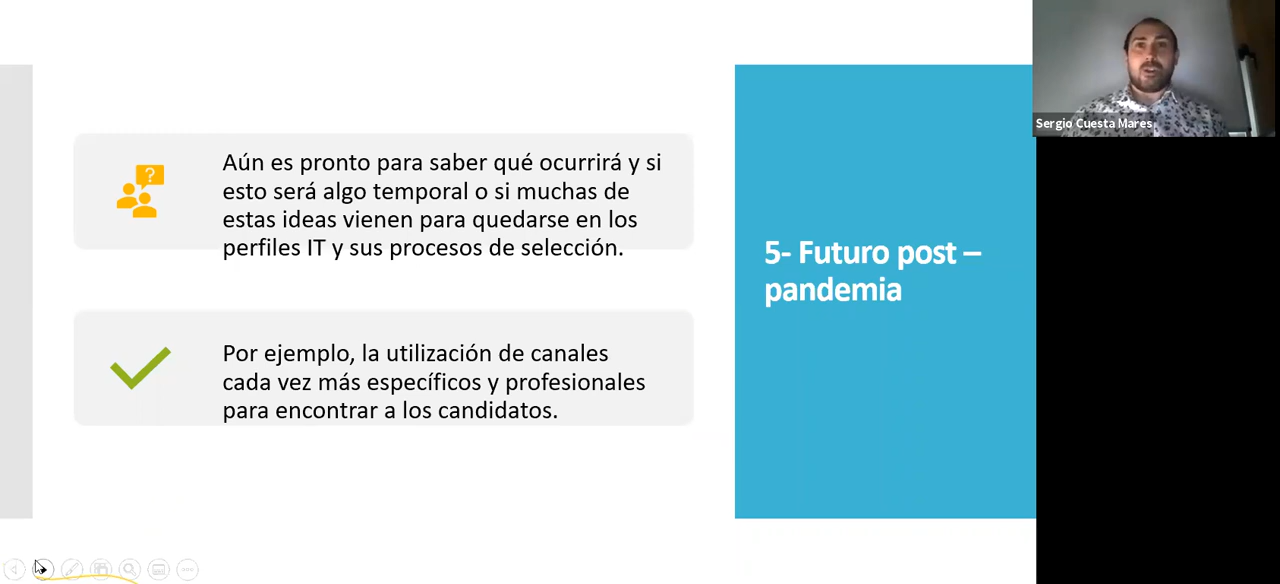 Aún es pronto para saber qué ocurrirá y si
esto será algo temporal o si muchas de
estas ideas vienen para quedarse en los
perfiles IT y sus procesos de selección.
Por ejemplo, la utilización de canales
cada vez más específicos y profesionales
para encontrar a los candidatos.
5- Futuro post –
pandemia
Sergio Cuesta Mares
?